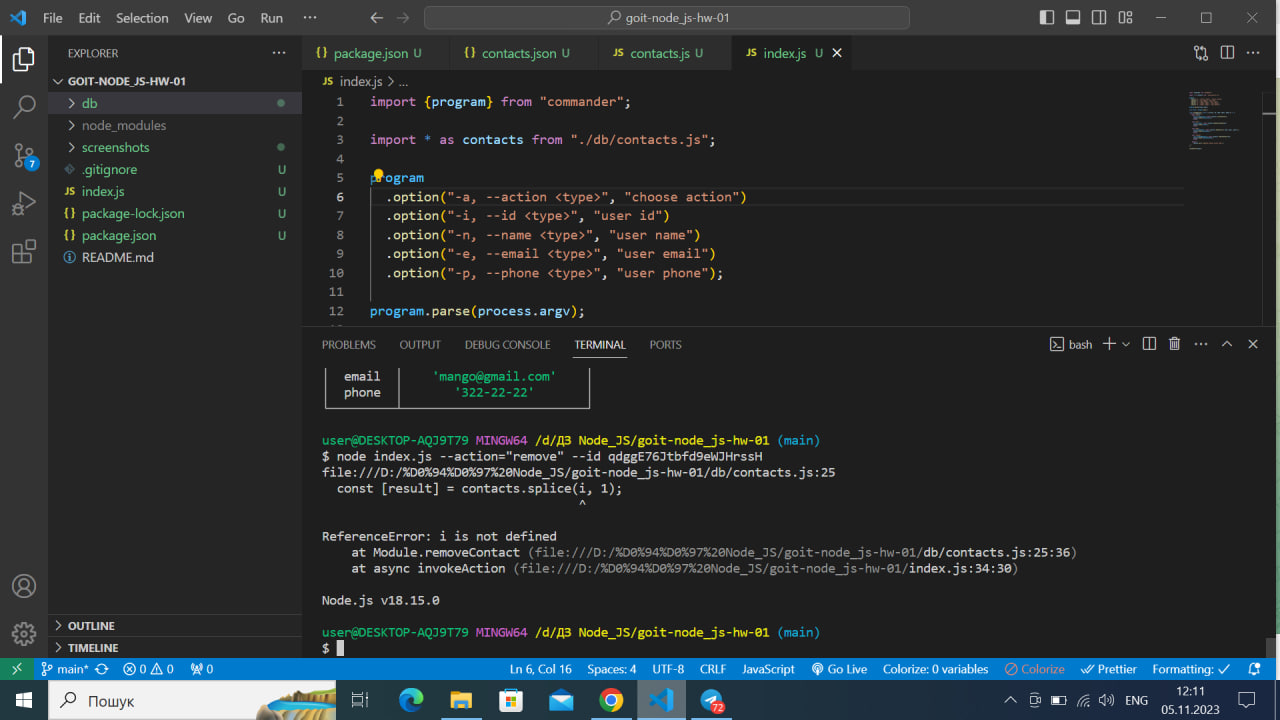 File Edit Selection View Go Run ··· goit-node_js-hw-01
EXPLORER ···
GOIT-NODE_JS-HW-01
db
node_modules
screenshots
.gitignore U
JS index.js U
{} package-lock.json U
{} package.json U
README.md
OUTLINE
TIMELINE
7
{} package.json U {} contacts.json U JS contacts.js U JS index.js U
JS index.js > ...
1 import {program} from "commander";
2
3 import * as contacts from "./db/contacts.js";
4
5 program
6 .option("-a, --action <type>", "choose action")
7 .option("-i, --id <type>", "user id")
8 .option("-n, --name <type>", "user name")
9 .option("-e, --email <type>", "user email")
10 .option("-p, --phone <type>", "user phone");
11
12 program.parse(process.argv);
PROBLEMS OUTPUT DEBUG CONSOLE TERMINAL PORTS bash
email 'mango@gmail.com'
phone '322-22-22'
user@DESKTOP-AQJ9T79 MINGW64 /d/ДЗ Node_JS/goit-node_js-hw-01 (main)
$ node index.js --action="remove" --id qdggE76Jtbfd9eWJHrssH
file:///D:/%D0%94%D0%97%20Node_JS/goit-node_js-hw-01/db/contacts.js:25
const [result] = contacts.splice(i, 1);
^
ReferenceError: i is not defined
at Module.removeContact (file:///D:/%D0%94%D0%97%20Node_JS/goit-node_js-hw-01/db/contacts.js:25:36)
at async invokeAction (file:///D:/%D0%94%D0%97%20Node_JS/goit-node_js-hw-01/index.js:34:30)
Node.js v18.15.0
user@DESKTOP-AQJ9T79 MINGW64 /d/ДЗ Node_JS/goit-node_js-hw-01 (main)
$
main* 0 0 0 Ln 6, Col 16 Spaces: 4 UTF-8 CRLF JavaScript Go Live Colorize: 0 variables Colorize Prettier Formatting:
Пошук 72 ENG 12:11
05.11.2023